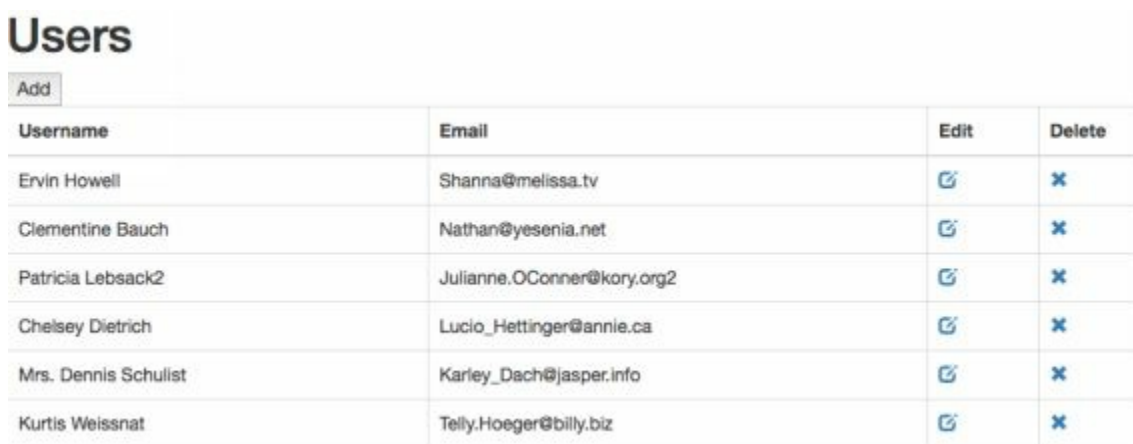 Users
Add
Username Email Edit Delete
Ervin Howell Shanna@melissa.tv
Clementine Bauch Nathan@yesenia.net
Patricia Lebsack2 Julianne.OConner@kory.org2
Chelsey Dietrich Lucio_Hettinger@annie.ca
Mrs. Dennis Schulist Karley_Dach@jasper.info
Kurtis Weissnat Telly.Hoeger@billy.biz